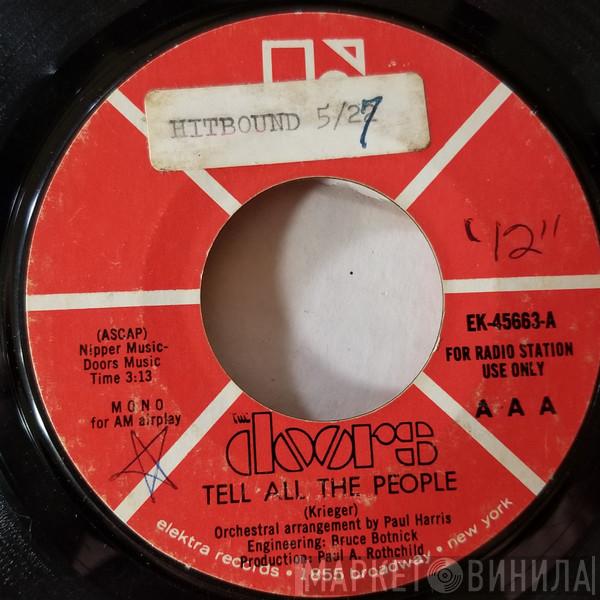 HITBOUND 5/27
"12"
EK-45663-A
FOR RADIO STATION
USE ONLY
A A A
(ASCAP)
Nipper Music-
Doors Music
Time 3:13
MONO
for AM airplay
THE doors
TELL ALL THE PEOPLE
(Krieger)
Orchestral arrangement by Paul Harris
Engineering: Bruce Botnick
Production: Paul A. Rothchild
elektra records • 1855 broadway • new york
МАРКЕТ ВИНИЛА